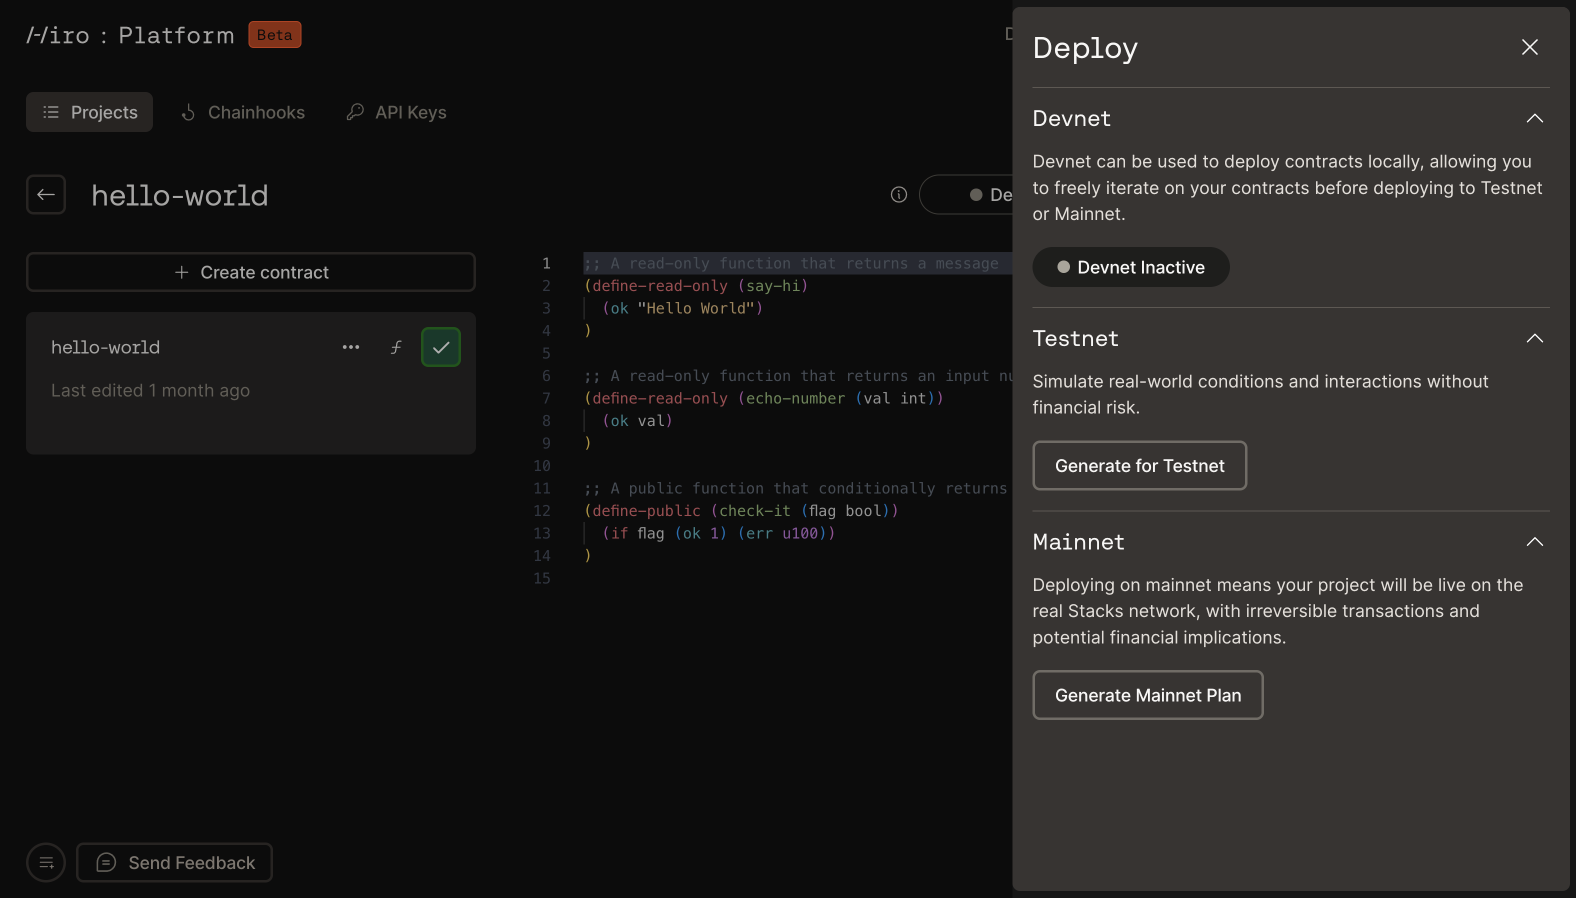 Hiro : Platform Beta
Projects
Chainhooks
API Keys
hello-world
De
Create contract
hello-world
Last edited 1 month ago
1 ;; A read-only function that returns a message
2 (define-read-only (say-hi)
3 (ok "Hello World")
4 )
5
6 ;; A read-only function that returns an input nu
7 (define-read-only (echo-number (val int))
8 (ok val)
9 )
10
11 ;; A public function that conditionally returns
12 (define-public (check-it (flag bool))
13 (if flag (ok 1) (err u100))
14 )
15
Send Feedback
Deploy
Devnet
Devnet can be used to deploy contracts locally, allowing you
to freely iterate on your contracts before deploying to Testnet
or Mainnet.
Devnet Inactive
Testnet
Simulate real-world conditions and interactions without
financial risk.
Generate for Testnet
Mainnet
Deploying on mainnet means your project will be live on the
real Stacks network, with irreversible transactions and
potential financial implications.
Generate Mainnet Plan